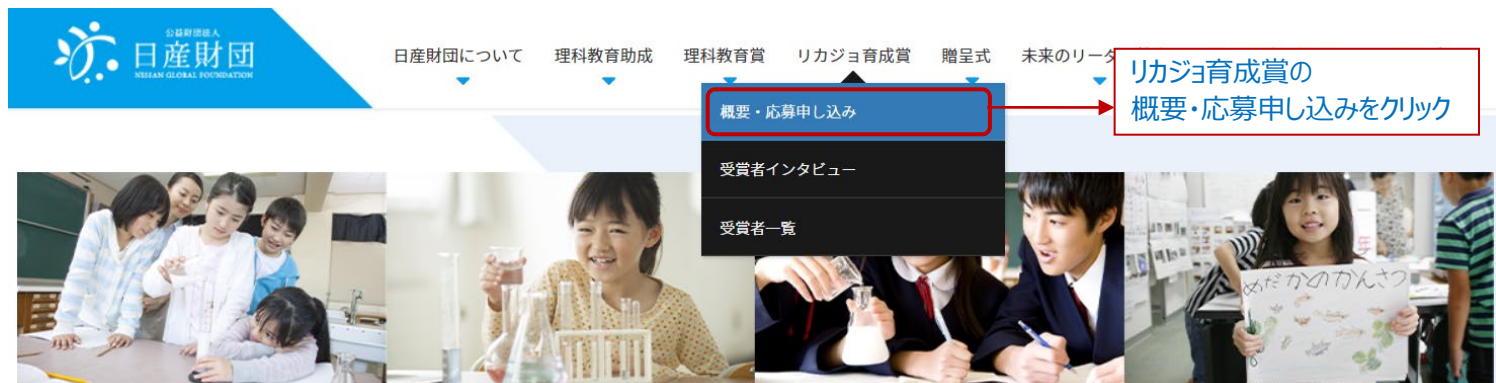 公益財団法人
日産財団
NISSAN GLOBAL FOUNDATION
日産財団について 理科教育助成 理科教育賞 リカジョ育成賞 贈呈式 未来のリーダ
リカジョ育成賞の
概要・応募申し込みをクリック
概要・応募申し込み
受賞者インタビュー
受賞者一覧
めだかのかんさつ